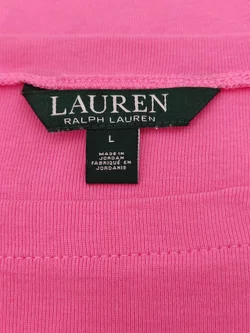 LAUREN
RALPH LAUREN
L
MADE IN
JORDAN
FABRIQUÉ EN
JORDANIE